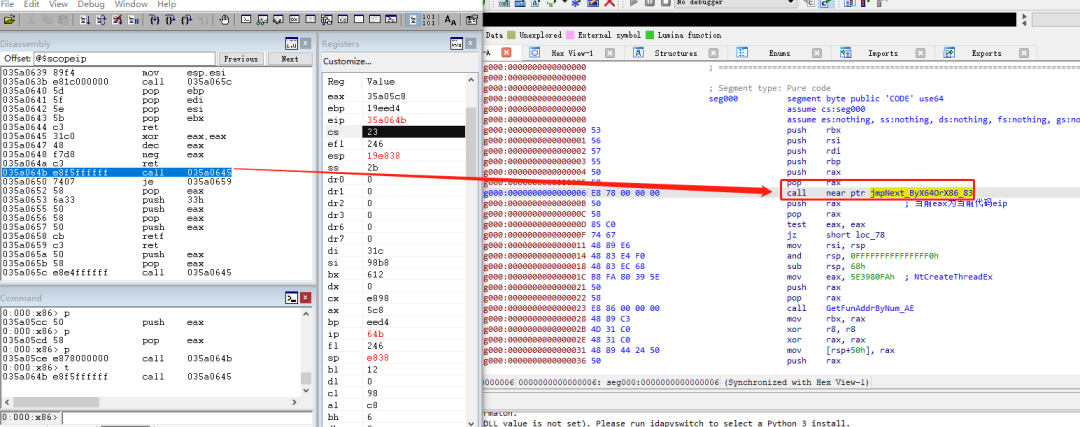 File Edit View Debug Window Help
Disassembly
Offset: @$scopeip
Previous
Next
035a0639 89f4 mov esp,esi
035a063b e81c000000 call 035a065c
035a0640 5d pop ebp
035a0641 5f pop edi
035a0642 5e pop esi
035a0643 5b pop ebx
035a0644 c3 ret
035a0645 31c0 xor eax,eax
035a0647 48 dec eax
035a0648 f7d8 neg eax
035a064a c3 ret
035a064b e8f5ffffff call 035a0645
035a0650 7407 je 035a0659
035a0652 58 pop eax
035a0653 6a33 push 33h
035a0655 50 push eax
035a0656 58 pop eax
035a0657 50 push eax
035a0658 cb retf
035a0659 c3 ret
035a065a 50 push eax
035a065b 58 pop eax
035a065c e8e4ffffff call 035a0645
Command
0:000:x86> p
035a05cc 50 push eax
0:000:x86> p
035a05cd 58 pop eax
0:000:x86> p
035a05ce e878000000 call 035a064b
0:000:x86> t
035a064b e8f5ffffff call 035a0645
0:000:x86>
Registers
Customize...
Reg Value
eax 35a05c8
ebp 19eed4
eip 35a064b
cs 23
efl 246
esp 19e838
ss 2b
dr0 0
dr1 0
dr2 0
dr3 0
dr6 0
dr7 0
di 31c
si 98b8
bx 612
dx 0
cx e898
ax 5c8
bp eed4
ip 64b
fl 246
sp e838
bl 12
dl 0
cl 98
al c8
bh 6
No debugger
Data Unexplored External symbol Lumina function
-A Hex View-1 Structures Enums Imports Exports
g000:0000000000000000 ; ===========================================================================
g000:0000000000000000
g000:0000000000000000 ; Segment type: Pure code
g000:0000000000000000 seg000 segment byte public 'CODE' use64
g000:0000000000000000 assume cs:seg000
g000:0000000000000000 assume es:nothing, ss:nothing, ds:nothing, fs:nothing, gs:no
g000:0000000000000000 53 push rbx
g000:0000000000000001 56 push rsi
g000:0000000000000002 57 push rdi
g000:0000000000000003 55 push rbp
g000:0000000000000004 50 push rax
pop rax
g000:0000000000000006 E8 78 00 00 00 call near ptr jmpNext_ByX64OrX86_83
g000:000000000000000B 50 push rax ; 当前eax为当前代码eip
g000:000000000000000C 58 pop rax
g000:000000000000000D 85 C0 test eax, eax
g000:000000000000000F 74 67 jz short loc_78
g000:0000000000000011 48 89 E6 mov rsi, rsp
g000:0000000000000014 48 83 E4 F0 and rsp, 0FFFFFFFFFFFFFFF0h
g000:0000000000000018 48 83 EC 68 sub rsp, 68h
g000:000000000000001C B8 FA 80 39 5E mov eax, 5E3980FAh ; NtCreateThreadEx
g000:0000000000000021 50 push rax
g000:0000000000000022 58 pop rax
g000:0000000000000023 E8 86 00 00 00 call GetFunAddrByNum_AE
g000:0000000000000028 48 89 C3 mov rbx, rax
g000:000000000000002B 4D 31 C0 xor r8, r8
g000:000000000000002E 48 31 C0 xor rax, rax
g000:0000000000000031 48 89 44 24 50 mov [rsp+50h], rax
g000:0000000000000036 50 push rax
0000006 0000000000000006: seg000:0000000000000006 (Synchronized with Hex View-1)
rmaton.
DLL value is not set). Please run idapyswitch to select a Python 3 install.